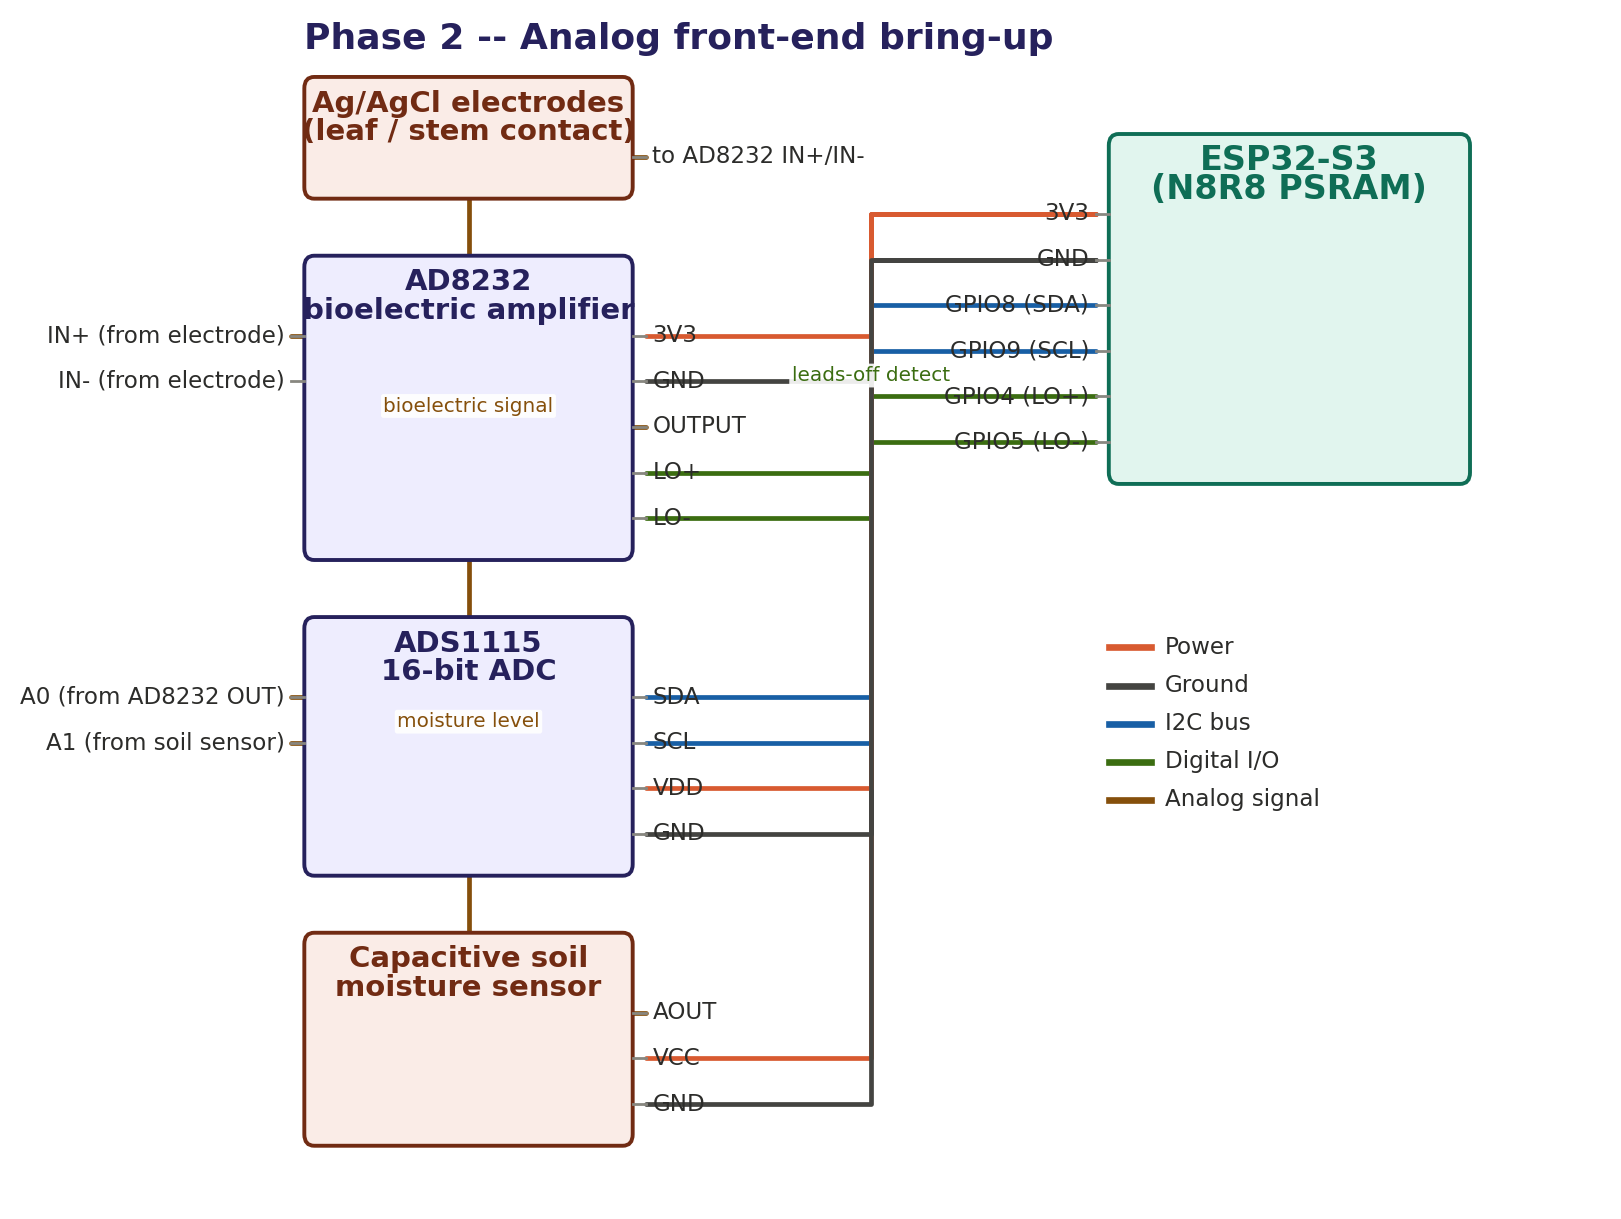 Phase 2 -- Analog front-end bring-up
Ag/AgCl electrodes
(leaf / stem contact)
to AD8232 IN+/IN-
ESP32-S3
(N8R8 PSRAM)
3V3
GND
GPIO8 (SDA)
GPIO9 (SCL)
GPIO4 (LO+)
GPIO5 (LO-)
AD8232
bioelectric amplifier
IN+ (from electrode)
IN- (from electrode)
bioelectric signal
3V3
GND
OUTPUT
LO+
LO-
leads-off detect
ADS1115
16-bit ADC
A0 (from AD8232 OUT)
A1 (from soil sensor)
moisture level
SDA
SCL
VDD
GND
Power
Ground
I2C bus
Digital I/O
Analog signal
Capacitive soil
moisture sensor
AOUT
VCC
GND